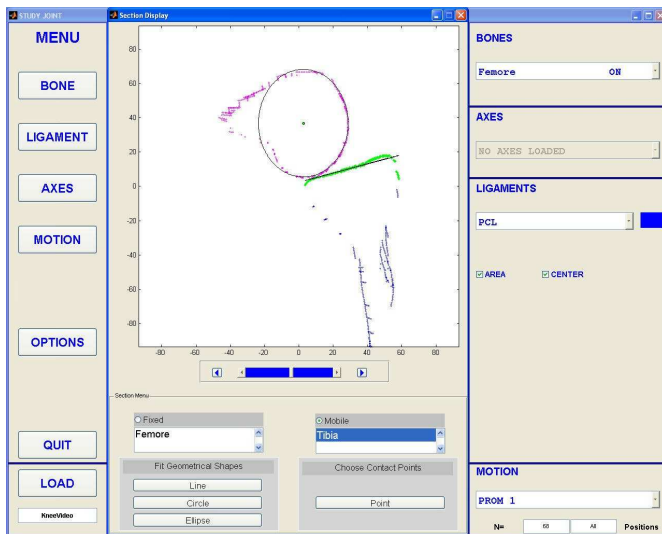 STUDY JOINT
MENU
BONE
LIGAMENT
AXES
MOTION
OPTIONS
QUIT
LOAD
KneeVideo
Section Display
80
60
40
20
0
-20
-40
-60
-80
-80 -60 -40 -20 0 20 40 60 80
Section Menu
Fixed
Femore
Mobile
Tibia
Fit Geometrical Shapes
Line
Circle
Ellipse
Choose Contact Points
Point
BONES
Femore ON
AXES
NO AXES LOADED
LIGAMENTS
PCL
AREA CENTER
MOTION
PROM 1
N= 68 All Positions